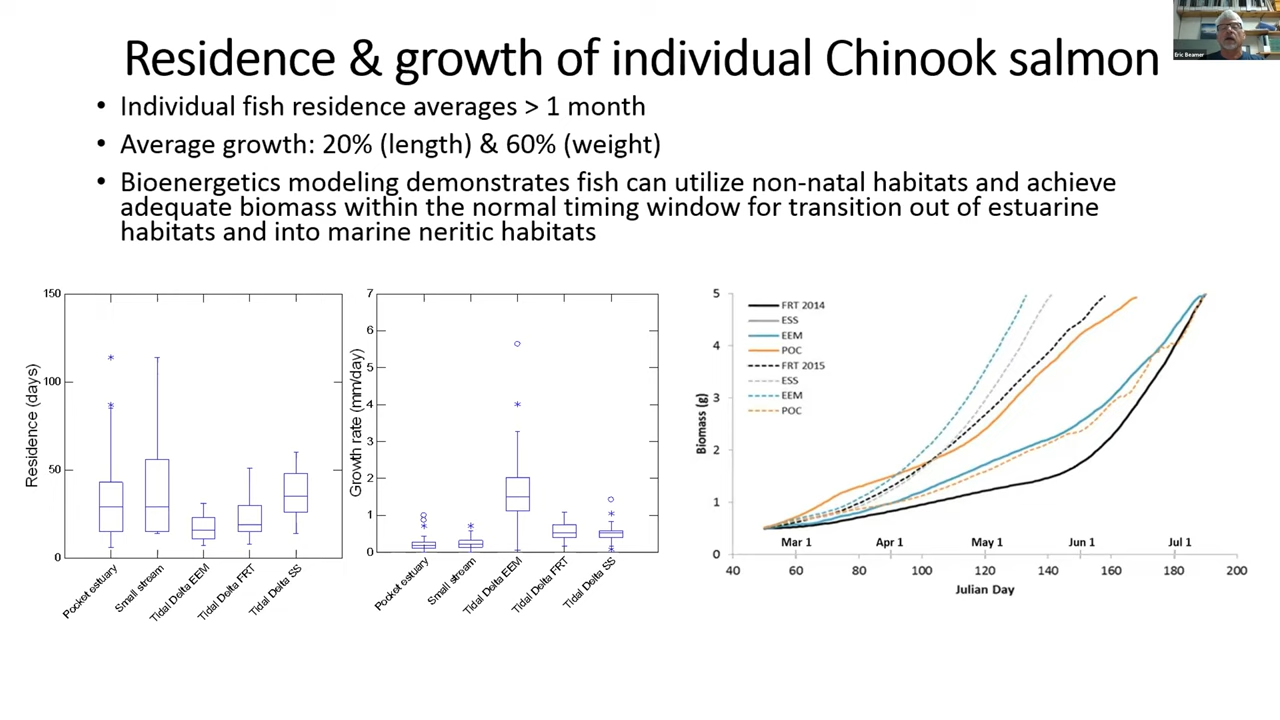 Residence & growth of individual Chinook salmon
Eric Beamer
• Individual fish residence averages > 1 month
• Average growth: 20% (length) & 60% (weight)
• Bioenergetics modeling demonstrates fish can utilize non-natal habitats and achieve
adequate biomass within the normal timing window for transition out of estuarine
habitats and into marine neritic habitats
150
100
50
0
Residence (days)
Pocket estuary
Small stream
Tidal Delta EEM
Tidal Delta FRT
Tidal Delta SS
7
6
5
4
3
2
1
0
Growth rate (mm/day)
Pocket estuary
Small stream
Tidal Delta EEM
Tidal Delta FRT
Tidal Delta SS
5
4
3
2
1
0
Biomass (g)
FRT 2014
ESS
EEM
POC
FRT 2015
ESS
EEM
POC
Mar 1 Apr 1 May 1 Jun 1 Jul 1
40 60 80 100 120 140 160 180 200
Julian Day